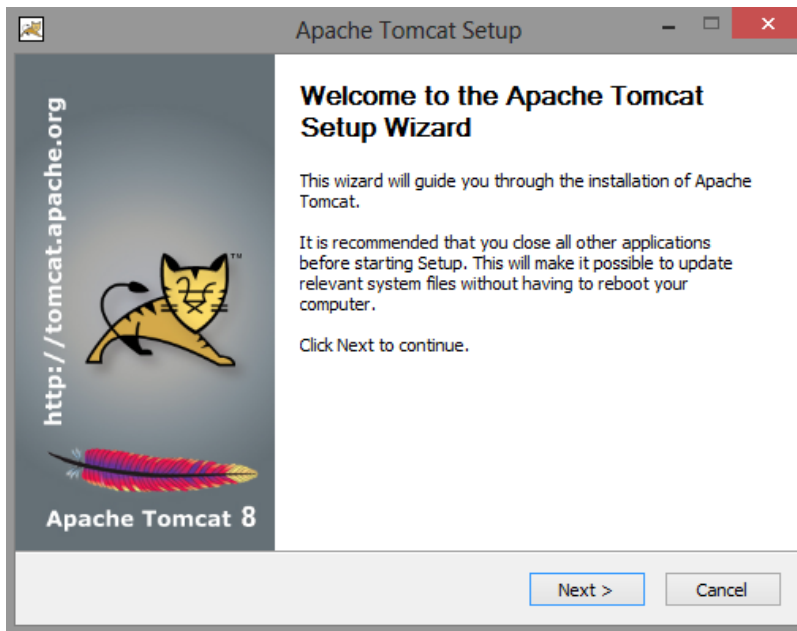 Apache Tomcat Setup
http://tomcat.apache.org
TM
Apache Tomcat 8
Welcome to the Apache Tomcat
Setup Wizard
This wizard will guide you through the installation of Apache
Tomcat.
It is recommended that you close all other applications
before starting Setup. This will make it possible to update
relevant system files without having to reboot your
computer.
Click Next to continue.
Next >
Cancel